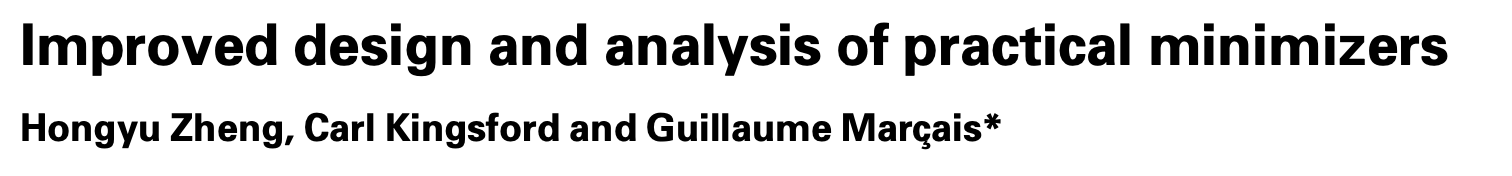 Improved design and analysis of practical minimizers
Hongyu Zheng, Carl Kingsford and Guillaume Marçais*